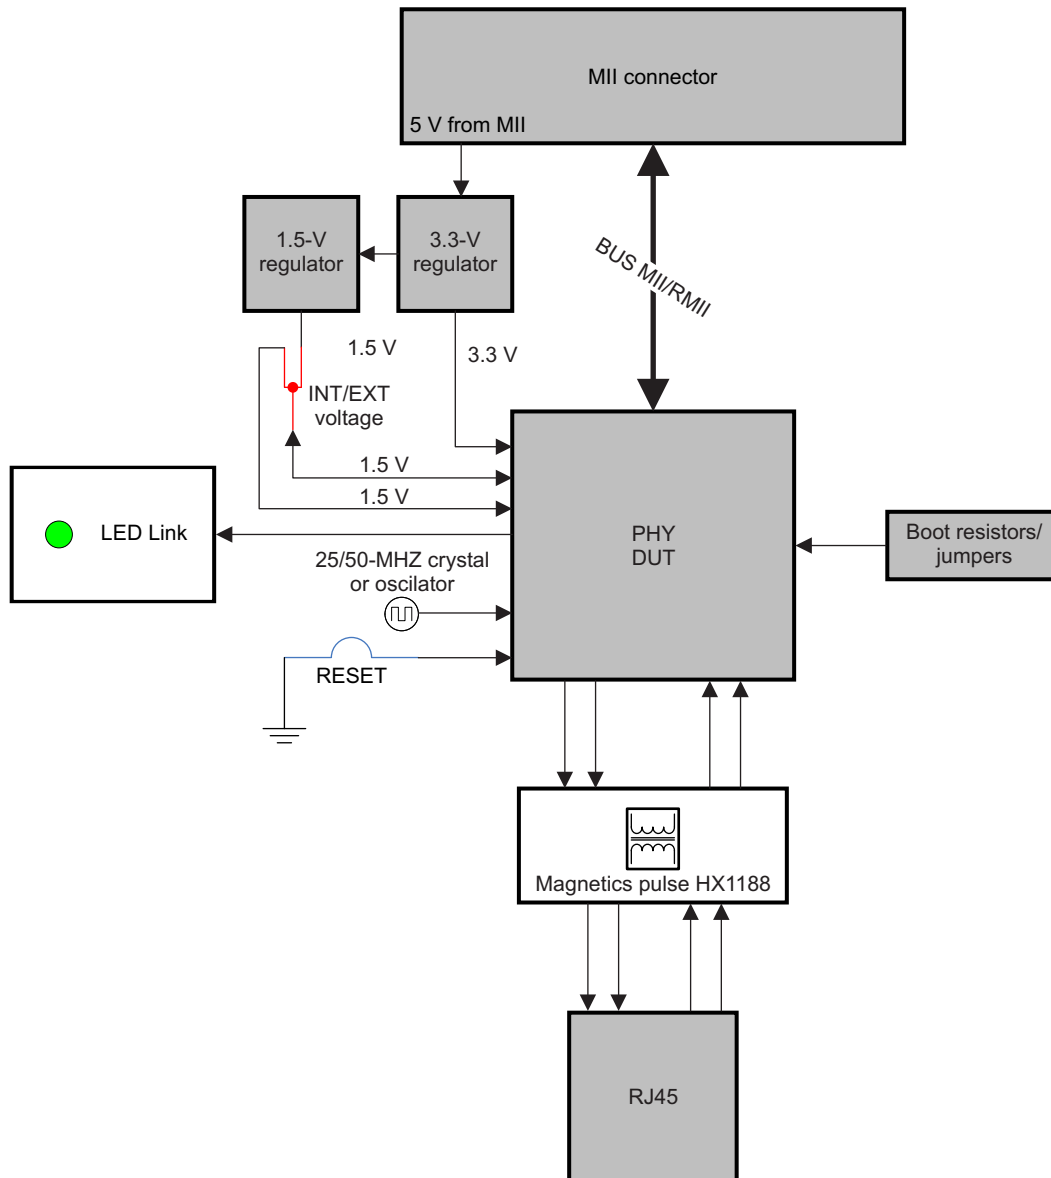 MII connector
5 V from MII
1.5-V
regulator
3.3-V
regulator
BUS MII/RMII
1.5 V
3.3 V
INT/EXT
voltage
1.5 V
1.5 V
LED Link
PHY
DUT
Boot resistors/
jumpers
25/50-MHZ crystal
or oscilator
RESET
Magnetics pulse HX1188
RJ45